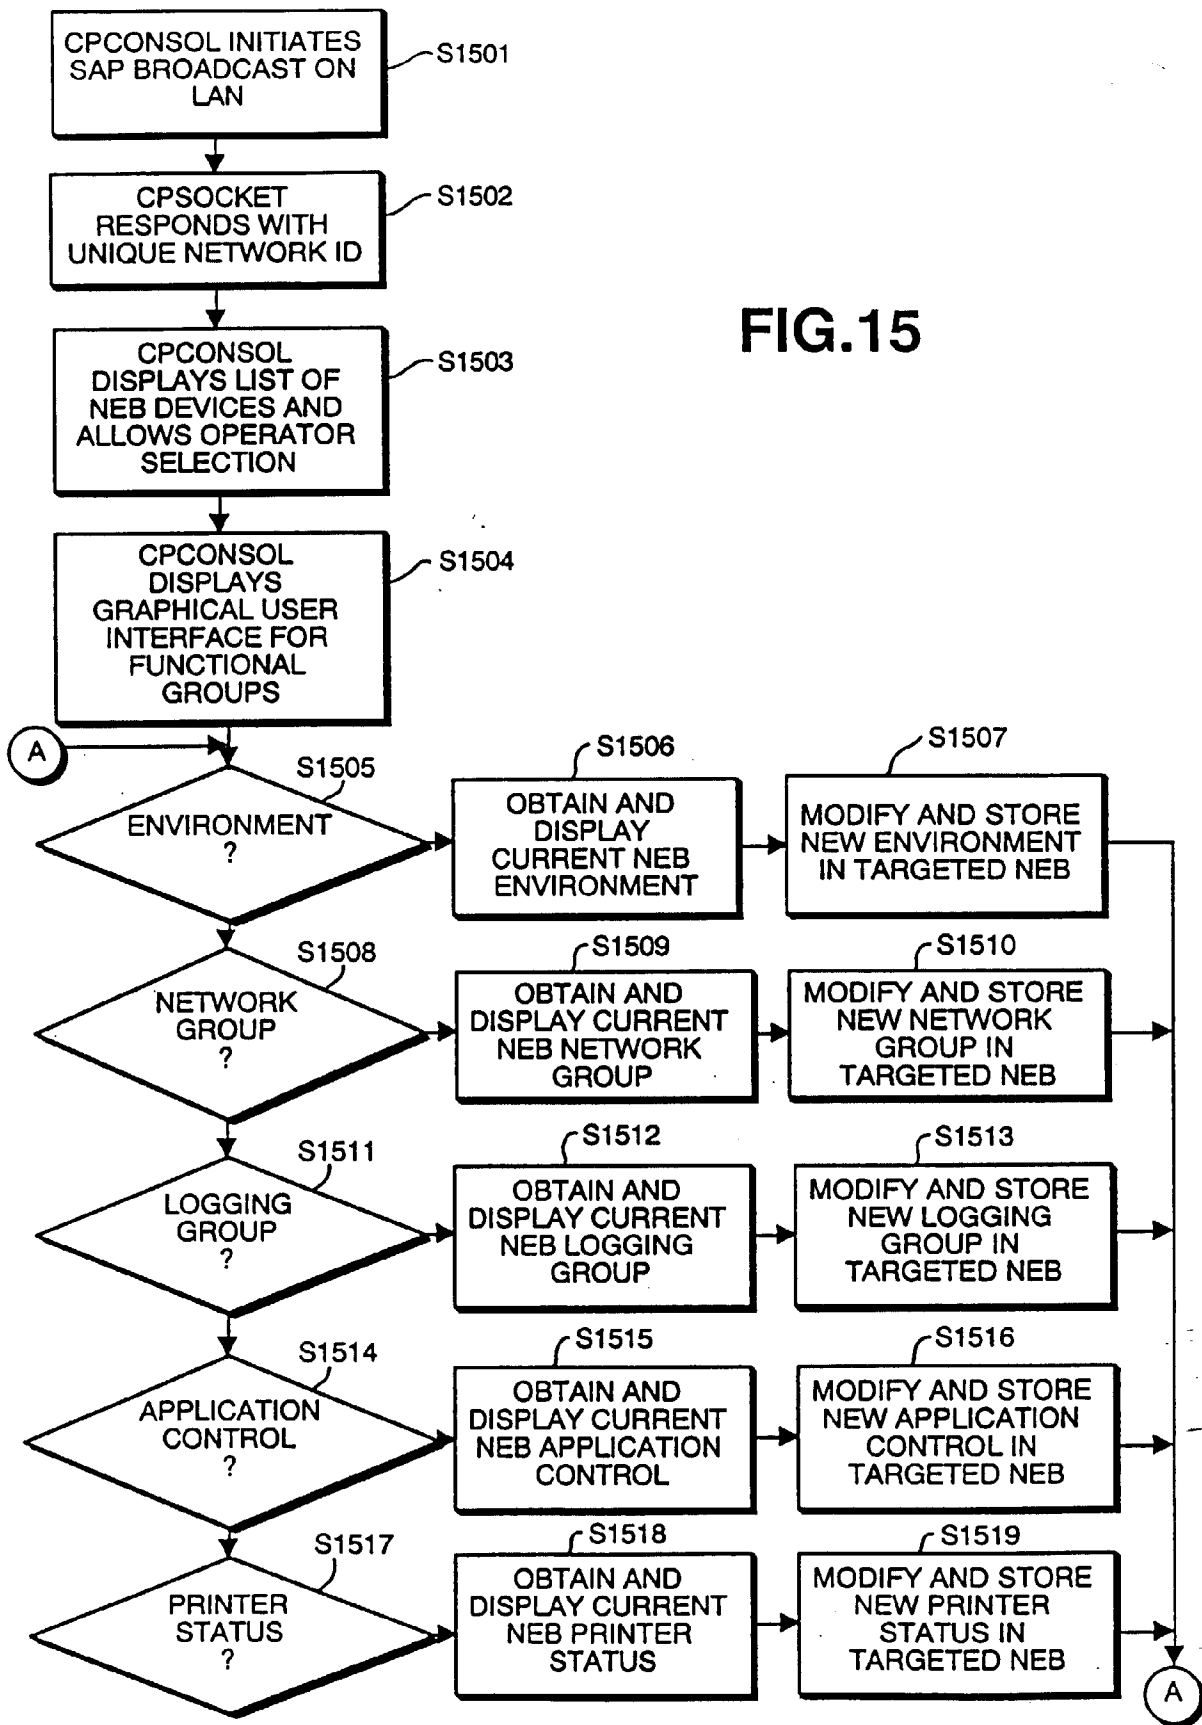 CPCONSOL INITIATES
SAP BROADCAST ON
LAN
S1501
CPSOCKET
RESPONDS WITH
UNIQUE NETWORK ID
S1502
FIG.15
CPCONSOL
DISPLAYS LIST OF
NEB DEVICES AND
ALLOWS OPERATOR
SELECTION
S1503
CPCONSOL
DISPLAYS
GRAPHICAL USER
INTERFACE FOR
FUNCTIONAL
GROUPS
S1504
A
S1505
ENVIRONMENT
?
S1506
OBTAIN AND
DISPLAY
CURRENT NEB
ENVIRONMENT
S1507
MODIFY AND STORE
NEW ENVIRONMENT
IN TARGETED NEB
S1508
NETWORK
GROUP
?
S1509
OBTAIN AND
DISPLAY CURRENT
NEB NETWORK
GROUP
S1510
MODIFY AND STORE
NEW NETWORK
GROUP IN
TARGETED NEB
S1511
LOGGING
GROUP
?
S1512
OBTAIN AND
DISPLAY CURRENT
NEB LOGGING
GROUP
S1513
MODIFY AND STORE
NEW LOGGING
GROUP IN
TARGETED NEB
S1514
APPLICATION
CONTROL
?
S1515
OBTAIN AND
DISPLAY CURRENT
NEB APPLICATION
CONTROL
S1516
MODIFY AND STORE
NEW APPLICATION
CONTROL IN
TARGETED NEB
S1517
PRINTER
STATUS
?
S1518
OBTAIN AND
DISPLAY CURRENT
NEB PRINTER
STATUS
S1519
MODIFY AND STORE
NEW PRINTER
STATUS IN
TARGETED NEB
A